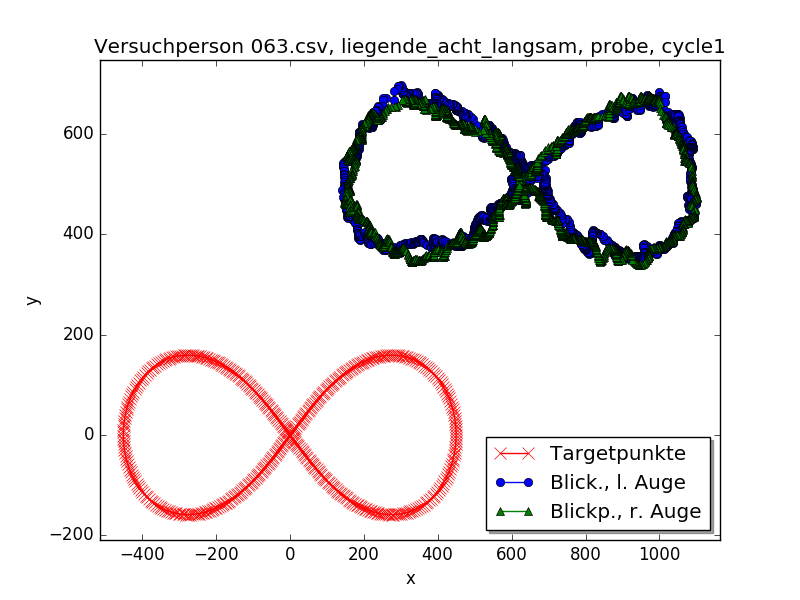 Versuchperson 063.csv, liegende_acht_langsam, probe, cycle1
y
600
400
200
0
−200
−400
−200
0
200
400
600
800
1000
x
Targetpunkte
Blick., l. Auge
Blickp., r. Auge